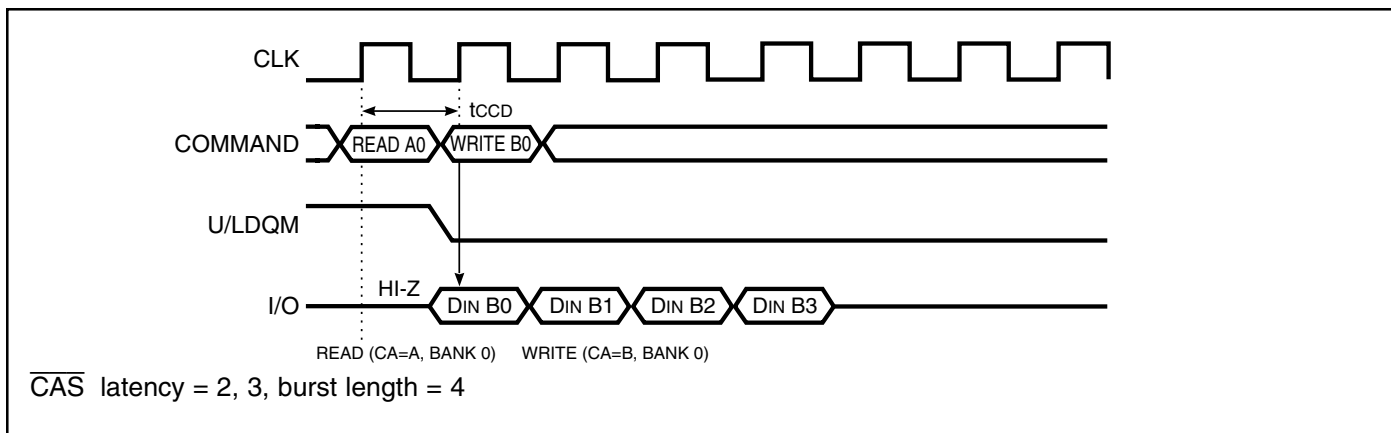 CLK
tCCD
COMMAND READ A0 WRITE B0
U/LDQM
HI-Z
I/O DIN B0 DIN B1 DIN B2 DIN B3
READ (CA=A, BANK 0) WRITE (CA=B, BANK 0)
CAS latency = 2, 3, burst length = 4